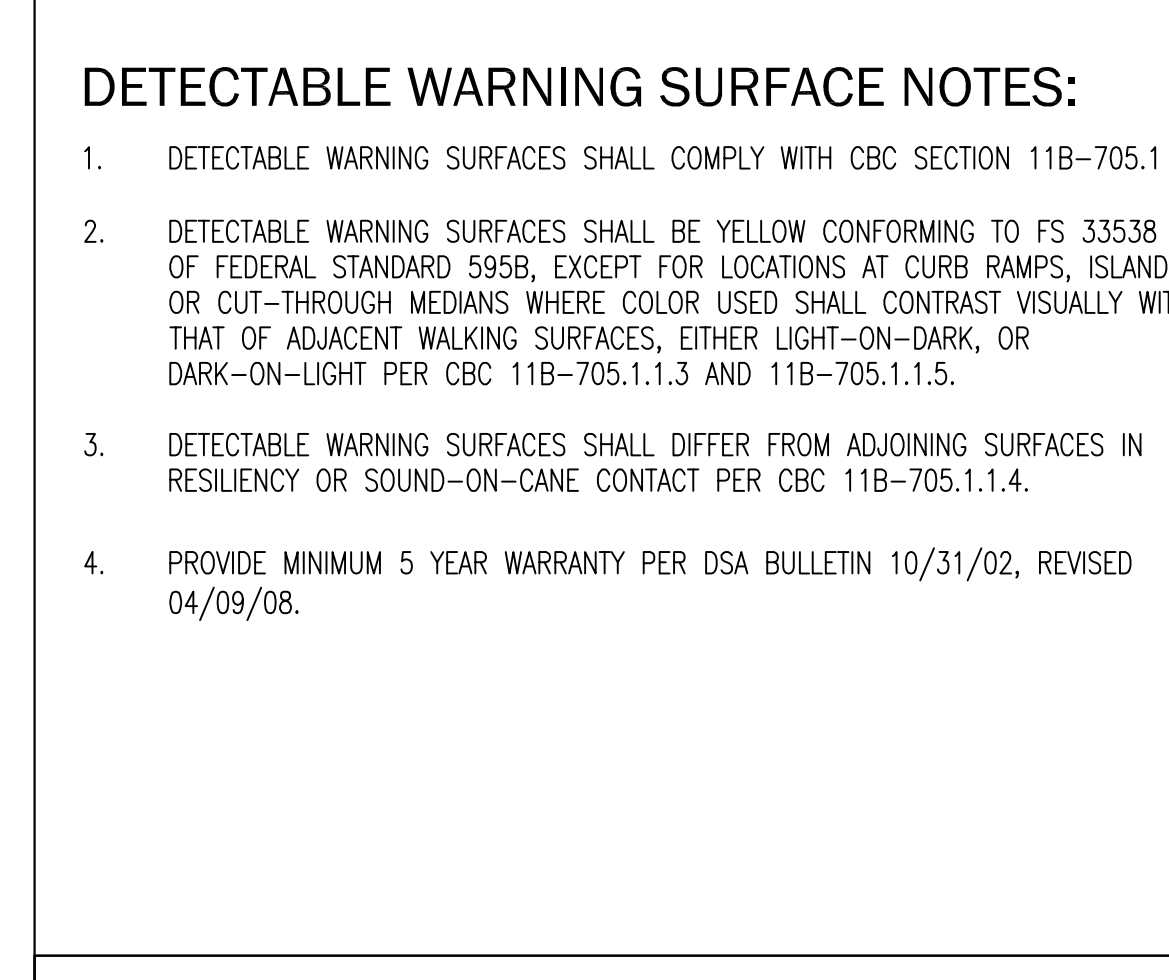 DETECTABLE WARNING SURFACE NOTES:
1. DETECTABLE WARNING SURFACES SHALL COMPLY WITH CBC SECTION 11B-705.1
2. DETECTABLE WARNING SURFACES SHALL BE YELLOW CONFORMING TO FS 33538
OF FEDERAL STANDARD 595B, EXCEPT FOR LOCATIONS AT CURB RAMPS, ISLAND
OR CUT-THROUGH MEDIANS WHERE COLOR USED SHALL CONTRAST VISUALLY WIT
THAT OF ADJACENT WALKING SURFACES, EITHER LIGHT-ON-DARK, OR
DARK-ON-LIGHT PER CBC 11B-705.1.1.3 AND 11B-705.1.1.5.
3. DETECTABLE WARNING SURFACES SHALL DIFFER FROM ADJOINING SURFACES IN
RESILIENCY OR SOUND-ON-CANE CONTACT PER CBC 11B-705.1.1.4.
4. PROVIDE MINIMUM 5 YEAR WARRANTY PER DSA BULLETIN 10/31/02, REVISED
04/09/08.